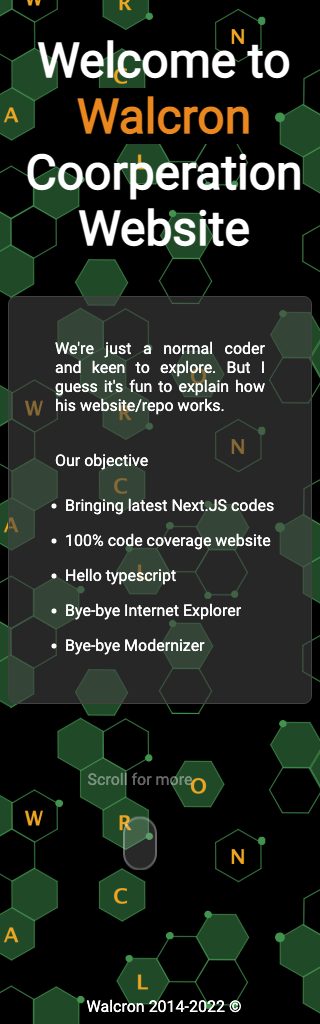 W
R
N
Welcome to
C
Walcron
A
L
Coorperation
Website
We're just a normal coder
and keen to explore. But I
guess it's fun to explain how
his website/repo works.
O
W
R
N
Our objective
C
• Bringing latest Next.JS codes
A
• 100% code coverage website
• Hello typescript
L
• Bye-bye Internet Explorer
• Bye-bye Modernizer
Scroll for more
O
W
R
N
C
A
L
Walcron 2014-2022 ©